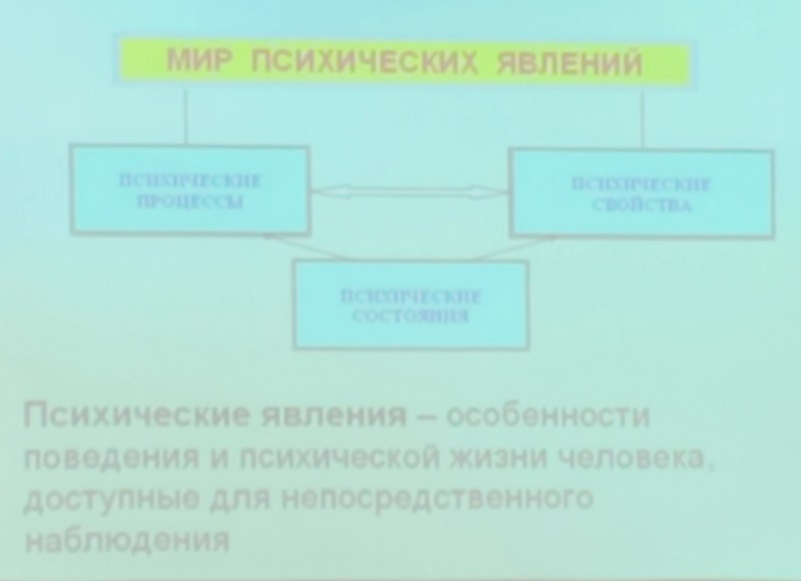 МИР ПСИХИЧЕСКИХ ЯВЛЕНИЙ
ПСИХИЧЕСКИЕ
ПРОЦЕССЫ
ПСИХИЧЕСКИЕ
СВОЙСТВА
ПСИХИЧЕСКИЕ
СОСТОЯНИЯ
Психические явления – особенности
поведения и психической жизни человека,
доступные для непосредственного
наблюдения